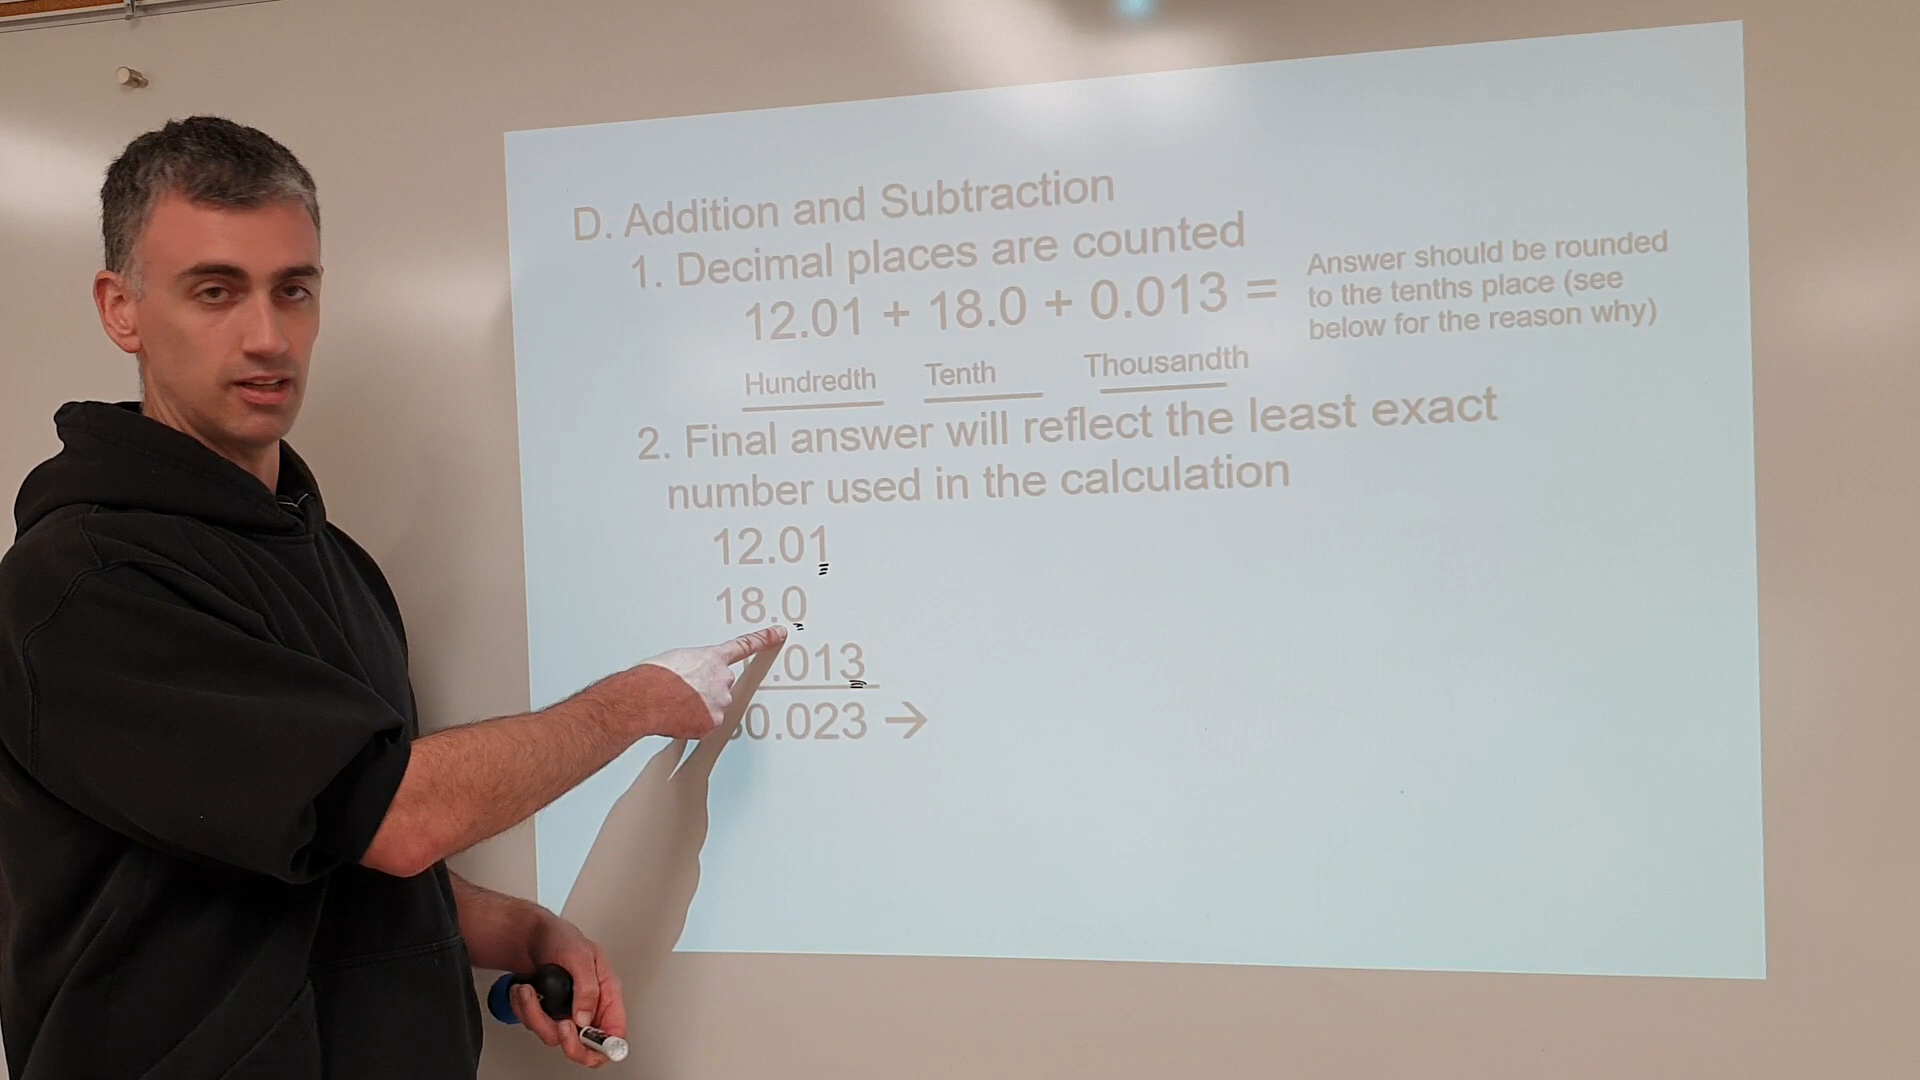 D. Addition and Subtraction
1. Decimal places are counted
12.01 + 18.0 + 0.013 =
Answer should be rounded
to the tenths place (see
below for the reason why)
Hundredth Tenth Thousandth
2. Final answer will reflect the least exact
number used in the calculation
12.01
18.0
.013
0.023 →